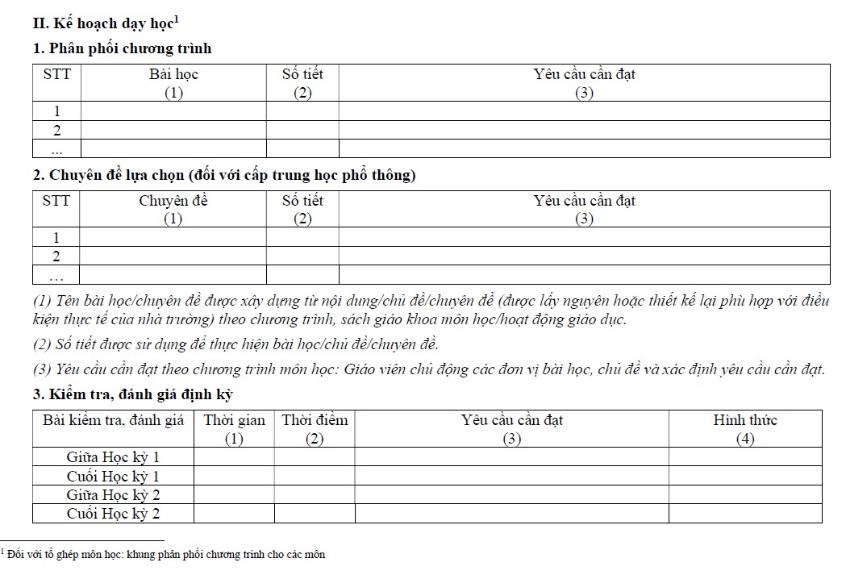 II. Kế hoạch dạy học¹
1. Phân phối chương trình
STT Bài học Số tiết Yêu cầu cần đạt
(1) (2) (3)
1
2
...
2. Chuyên đề lựa chọn (đối với cấp trung học phổ thông)
STT Chuyên đề Số tiết Yêu cầu cần đạt
(1) (2) (3)
1
2
...
(1) Tên bài học/chuyên đề được xây dựng từ nội dung/chủ đề/chuyên đề (được lấy nguyên hoặc thiết kế lại phù hợp với điều
kiện thực tế của nhà trường) theo chương trình, sách giáo khoa môn học/hoạt động giáo dục.
(2) Số tiết được sử dụng để thực hiện bài học/chủ đề/chuyên đề.
(3) Yêu cầu cần đạt theo chương trình môn học: Giáo viên chủ động các đơn vị bài học, chủ đề và xác định yêu cầu cần đạt.
3. Kiểm tra, đánh giá định kỳ
Bài kiểm tra, đánh giá Thời gian Thời điểm Yêu cầu cần đạt Hình thức
(1) (2) (3) (4)
Giữa Học kỳ 1
Cuối Học kỳ 1
Giữa Học kỳ 2
Cuối Học kỳ 2
¹ Đối với tổ ghép môn học: khung phân phối chương trình cho các môn